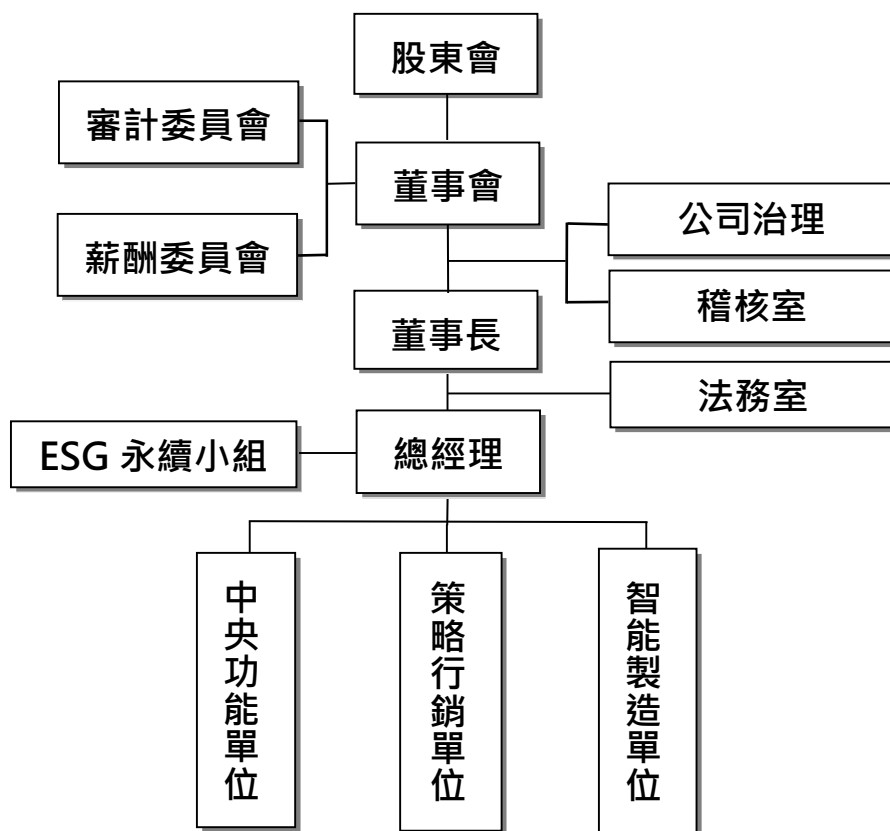 股東會
審計委員會
董事會
公司治理
薪酬委員會
稽核室
董事長
法務室
ESG 永續小組
總經理
中央功能單位
策略行銷單位
智能製造單位